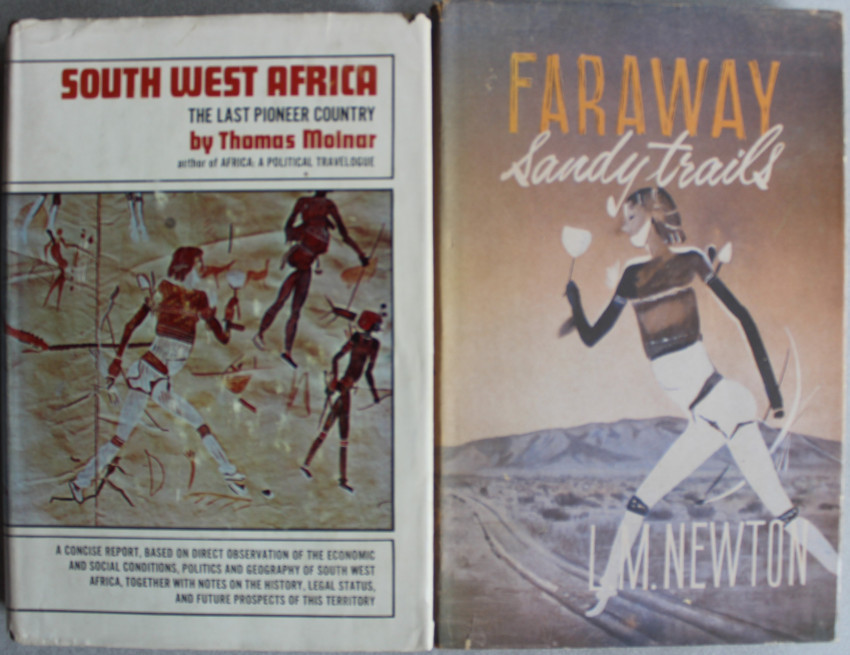 SOUTH WEST AFRICA
THE LAST PIONEER COUNTRY
by Thomas Molnar
author of AFRICA: A POLITICAL TRAVELOGUE
A CONCISE REPORT, BASED ON DIRECT OBSERVATION OF THE ECONOMIC
AND SOCIAL CONDITIONS, POLITICS AND GEOGRAPHY OF SOUTH WEST
AFRICA, TOGETHER WITH NOTES ON THE HISTORY, LEGAL STATUS,
AND FUTURE PROSPECTS OF THIS TERRITORY
FARAWAY
sandy trails
L.M. NEWTON